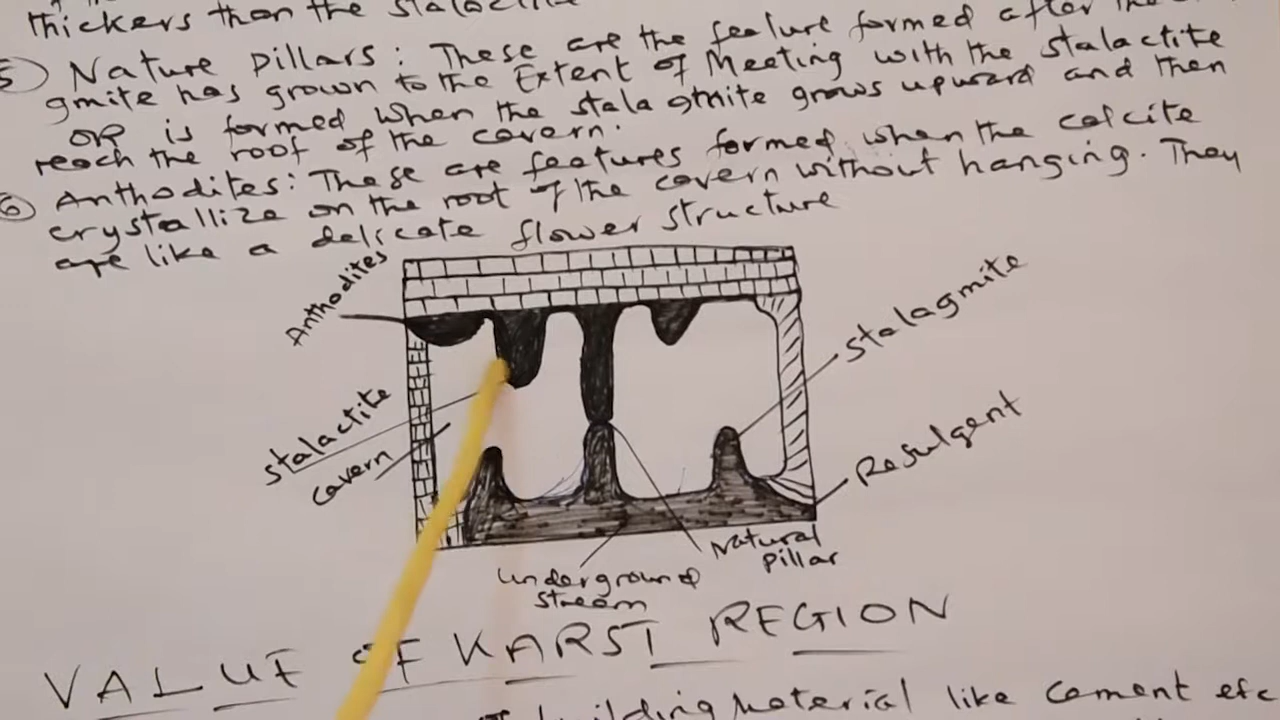 thickers than the stalactite
5) Nature pillars: These are the feature formed after the
gmite has grown to the Extent of Meeting with the stalactite
OR is formed when the stalagmite grows upward and then
reach the roof of the cavern.
6) Anthodites: These are features formed when the calcite
crystallize on the root of the cavern without hanging. They
are like a delicate flower structure
Anthodites
stalactite
cavern
stalagmite
Resulgent
Natural
pillar
underground
stream
VALUE OF KARST REGION
building material like cement etc